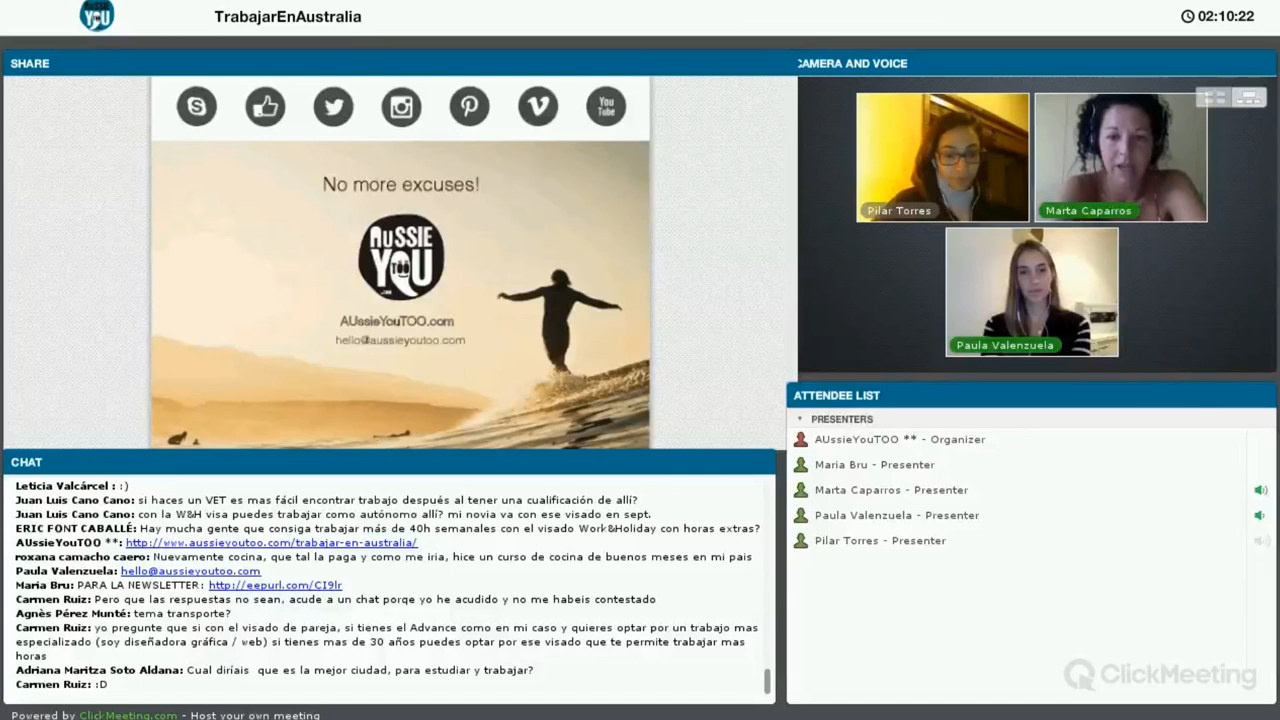 AUSSIE
YOU
TrabajarEnAustralia
02:10:22
SHARE
CAMERA AND VOICE
You
Tube
No more excuses!
AUSSIE
YOU
TOO
.com
AUssieYouTOO.com
hello@aussieyoutoo.com
Pilar Torres
Marta Caparros
Paula Valenzuela
ATTENDEE LIST
PRESENTERS
AUssieYouTOO ** - Organizer
Maria Bru - Presenter
Marta Caparros - Presenter
Paula Valenzuela - Presenter
Pilar Torres - Presenter
CHAT
Leticia Valcárcel : :)
Juan Luis Cano Cano: si haces un VET es mas fácil encontrar trabajo después al tener una cualificación de allí?
Juan Luis Cano Cano: con la W&H visa puedes trabajar como autónomo allí? mi novia va con ese visado en sept.
ERIC FONT CABALLÉ: Hay mucha gente que consiga trabajar más de 40h semanales con el visado Work&Holiday con horas extras?
AUssieYouTOO **: http://www.aussieyoutoo.com/trabajar-en-australia/
roxana camacho caero: Nuevamente cocina, que tal la paga y como me iria, hice un curso de cocina de buenos meses en mi pais
Paula Valenzuela: hello@aussieyoutoo.com
Maria Bru: PARA LA NEWSLETTER: http://eepurl.com/CI9lr
Carmen Ruiz: Pero que las respuestas no sean, acude a un chat porqe yo he acudido y no me habeis contestado
Agnès Pérez Munté: tema transporte?
Carmen Ruiz: yo pregunte que si con el visado de pareja, si tienes el Advance como en mi caso y quieres optar por un trabajo mas
especializado (soy diseñadora gráfica / web) si tienes mas de 30 años puedes optar por ese visado que te permite trabajar mas
horas
Adriana Maritza Soto Aldana: Cual diríais  que es la mejor ciudad, para estudiar y trabajar?
Carmen Ruiz: :D
ClickMeeting
Powered by ClickMeeting.com - Host your own meeting